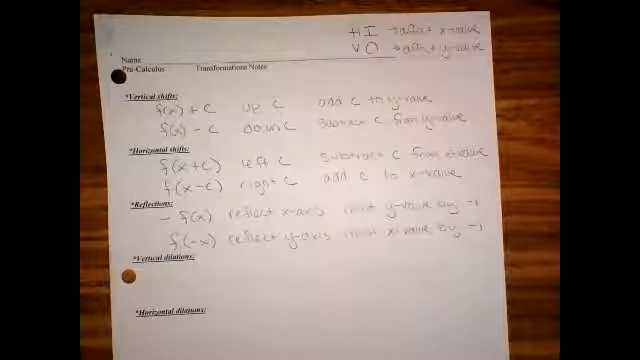 HI → affect x-value
VO → affect y-value
Name
Pre-Calculus Transformations Notes
*Vertical shifts:
f(x) + C up C add C to y-value
f(x) - C down C subtract C from y-value
*Horizontal shifts:
f(x+c) left C subtract C from x-value
f(x-c) right C add C to x-value
*Reflections:
- f(x) reflect x-axis mult y-value by -1
f(-x) reflect y-axis mult x-value by -1
*Vertical dilations:
*Horizontal dilations: